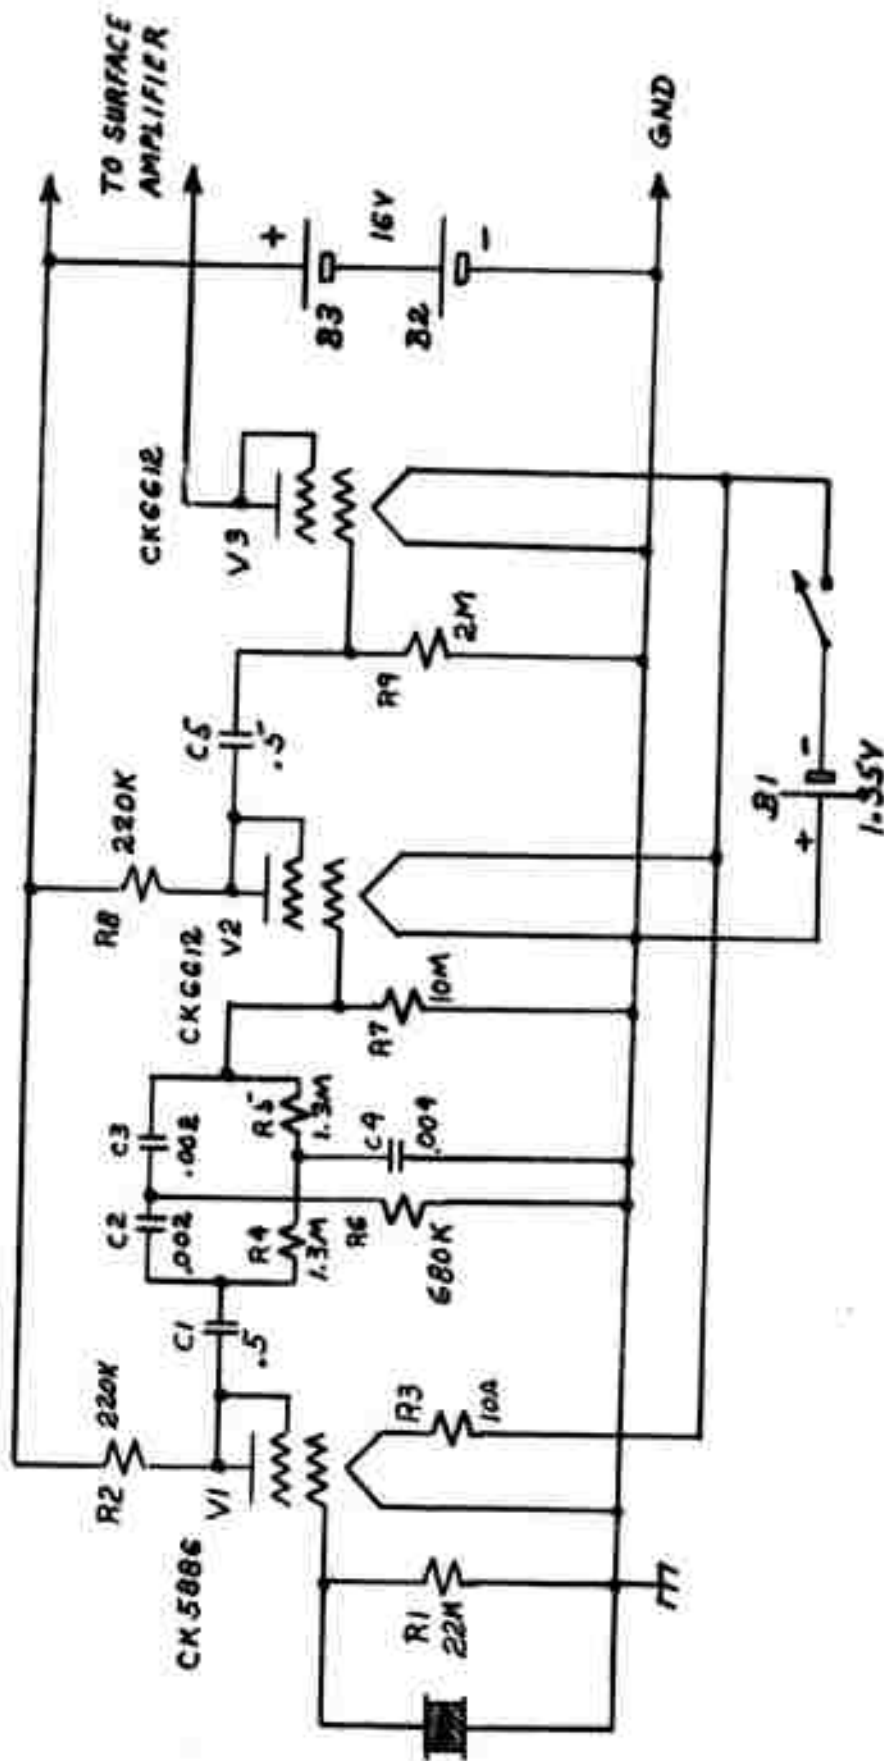 TO SURFACE
AMPLIFIER
GND
+
16V
-
B3
B2
CK6612
V3
R9
2M
C5
.5
R8
220K
CK6612
V2
R7
10M
B1
+
-
1.35V
C3
.002
C2
.002
R5
1.3M
R4
1.3M
C4
.004
R6
680K
C1
.5
R2
220K
V1
CK5886
R3
10Ω
R1
22M